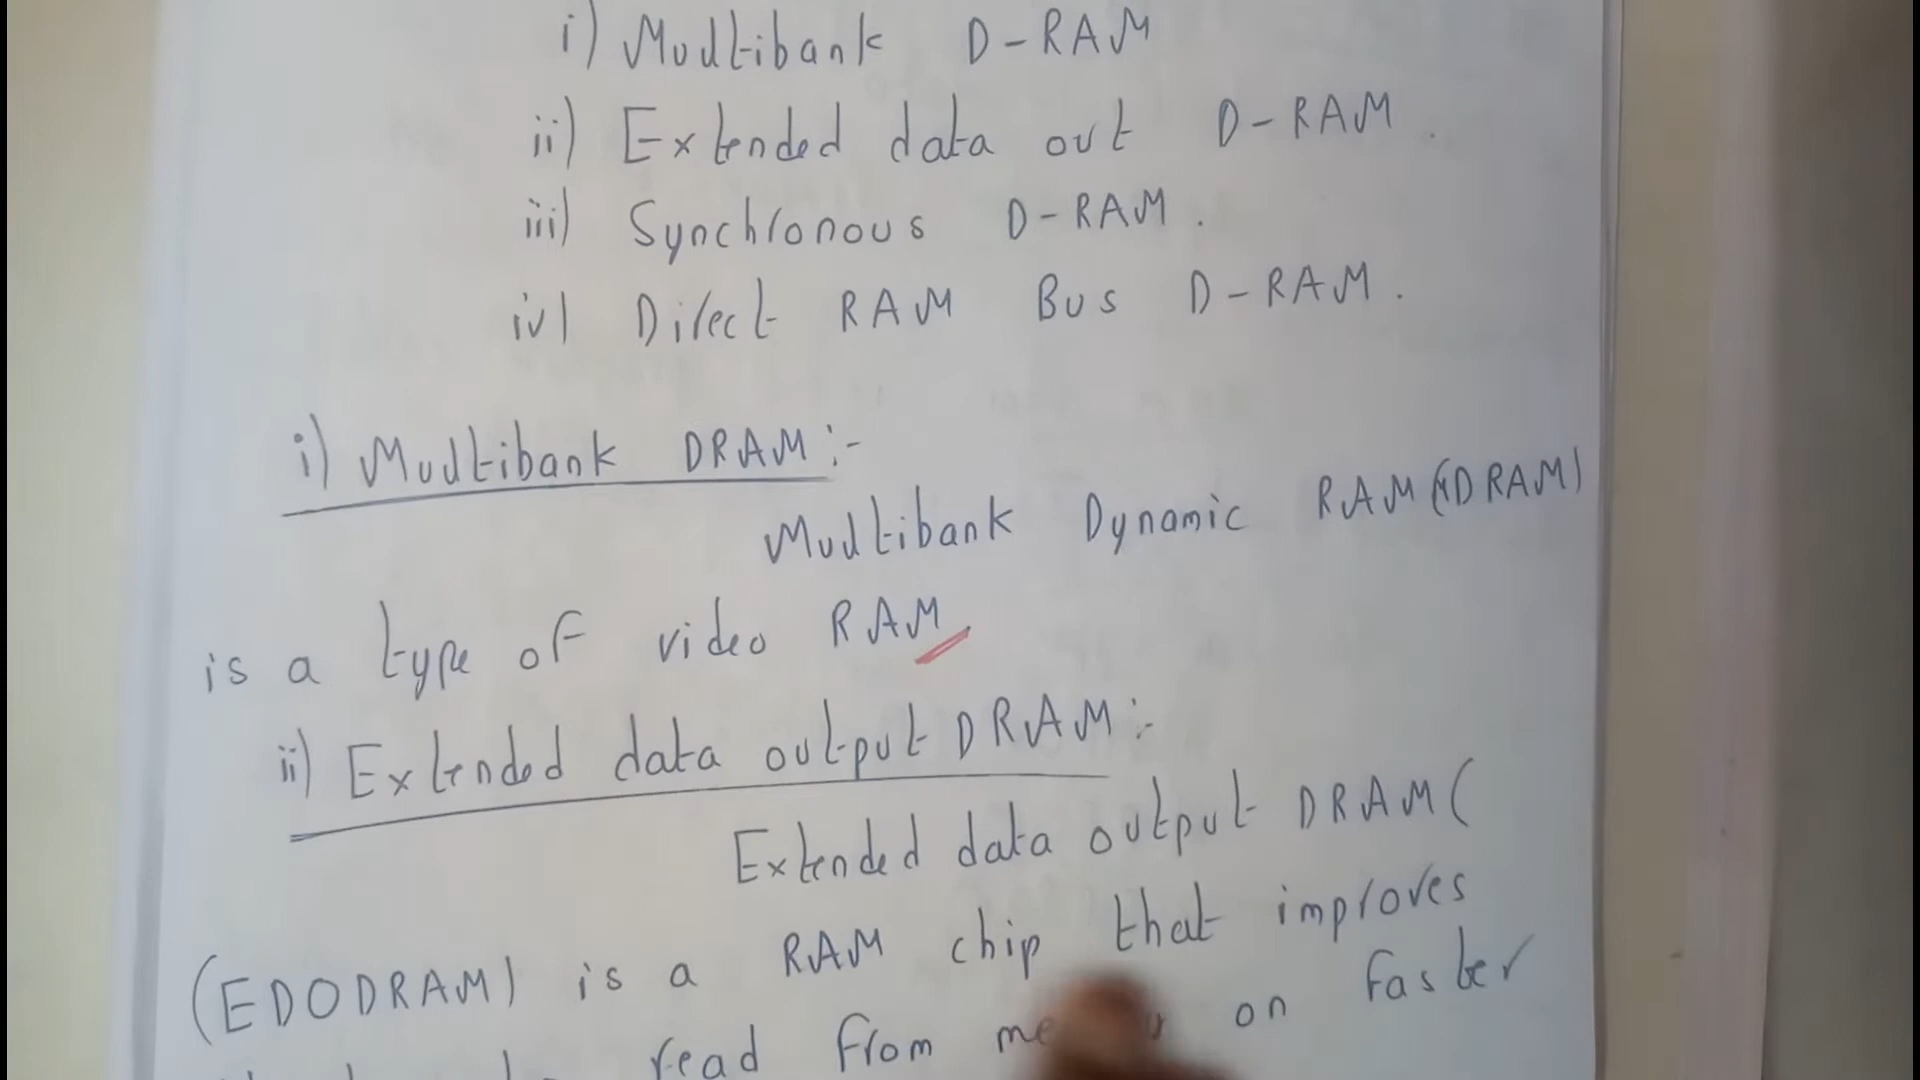 i) Multibank D-RAM
ii) Extended data out D-RAM.
iii) Synchronous D-RAM.
iv) Direct RAM Bus D-RAM.
i) Multibank DRAM:-
Multibank Dynamic RAM (MDRAM)
is a type of video RAM.
ii) Extended data output DRAM:-
Extended data output DRAM (
(EDODRAM) is a RAM chip that improves
read from on faster